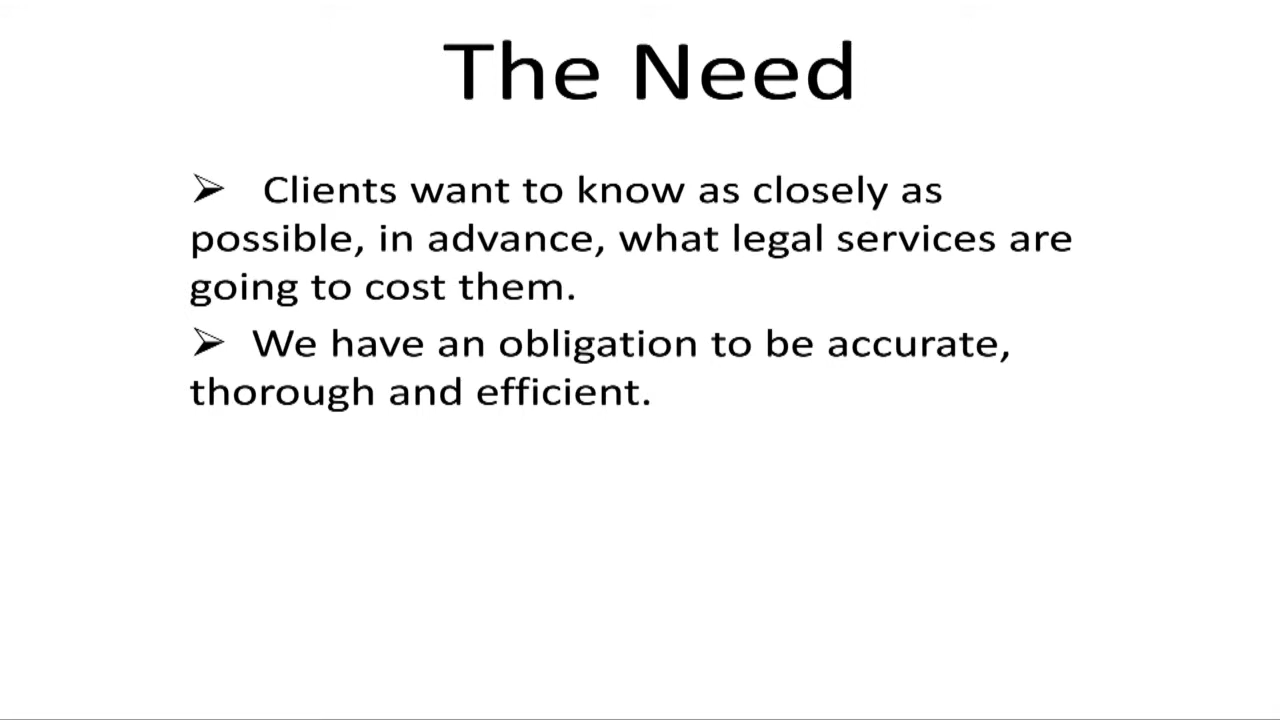 The Need
➢ Clients want to know as closely as
possible, in advance, what legal services are
going to cost them.
➢ We have an obligation to be accurate,
thorough and efficient.